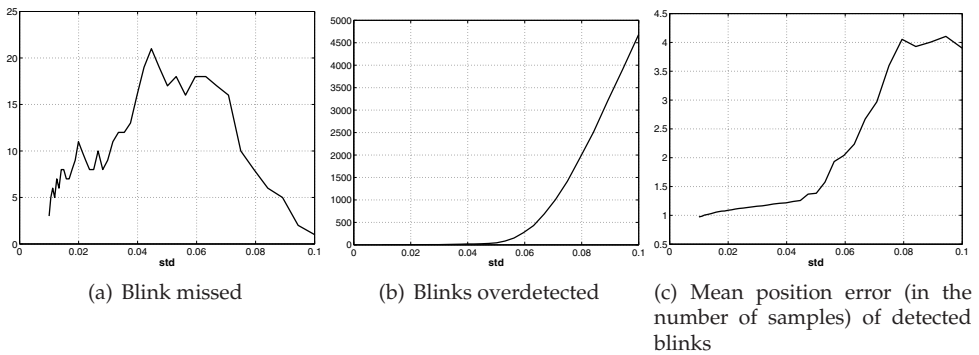 25
20
15
10
5
0
0 0.02 0.04 0.06 0.08 0.1
std
(a) Blink missed
5000
4500
4000
3500
3000
2500
2000
1500
1000
500
0
0 0.02 0.04 0.06 0.08 0.1
std
(b) Blinks overdetected
4.5
4
3.5
3
2.5
2
1.5
1
0.5
0 0.02 0.04 0.06 0.08 0.1
std
(c) Mean position error (in the
number of samples) of detected
blinks